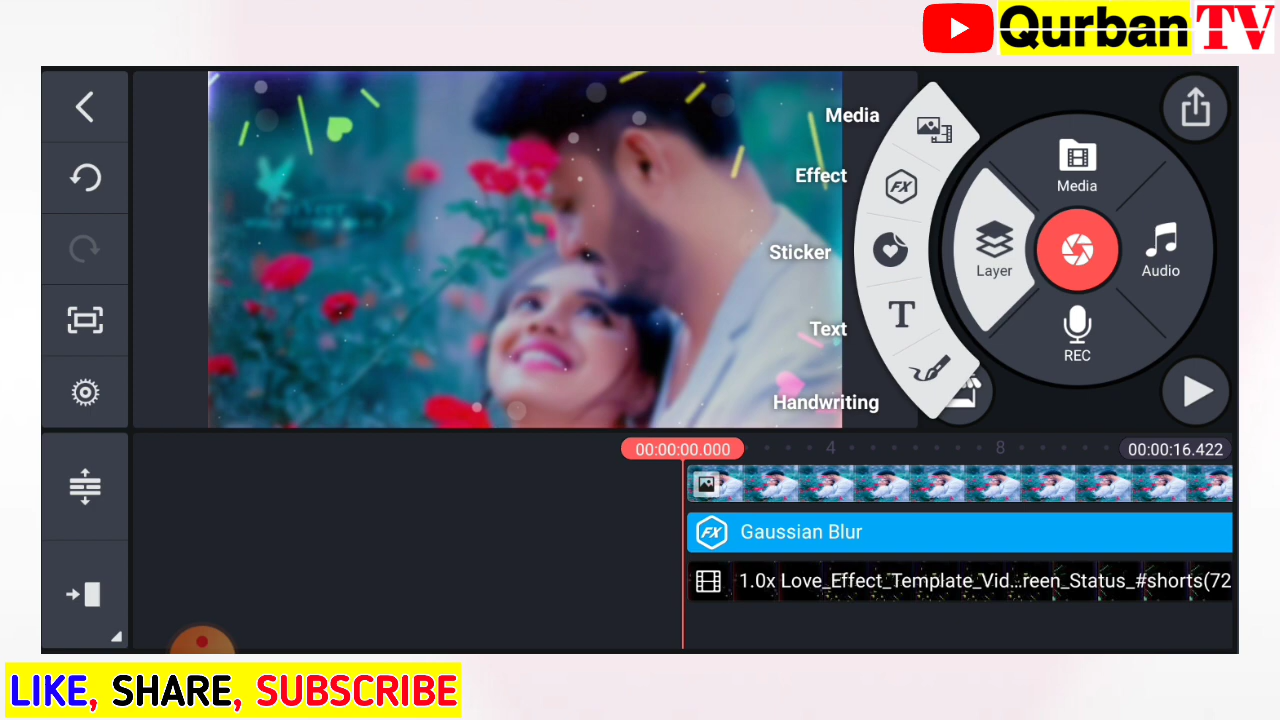 Qurban TV
Media
Effect
Sticker
Text
Handwriting
Media
Layer
Audio
REC
00:00:00.000
4
8
00:00:16.422
FX
Gaussian Blur
1.0x Love_Effect_Template_Vid...reen_Status_#shorts(72
LIKE, SHARE, SUBSCRIBE